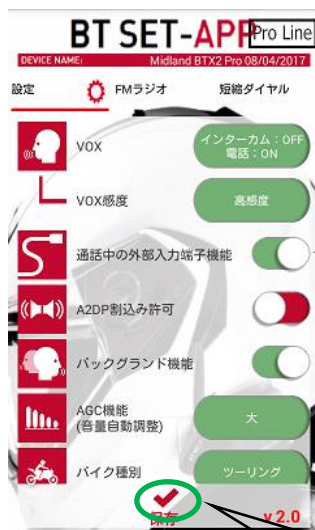 BT SET-APP
Pro Line
DEVICE NAME: Midland BTX2 Pro 08/04/2017
設定 FMラジオ 短縮ダイヤル
VOX
インターカム：OFF
電話：ON
VOX感度
高感度
通話中の外部入力端子機能
A2DP割込み許可
バックグランド機能
AGC機能
(音量自動調整)
大
バイク種別
ツーリング
保存
v 2.0